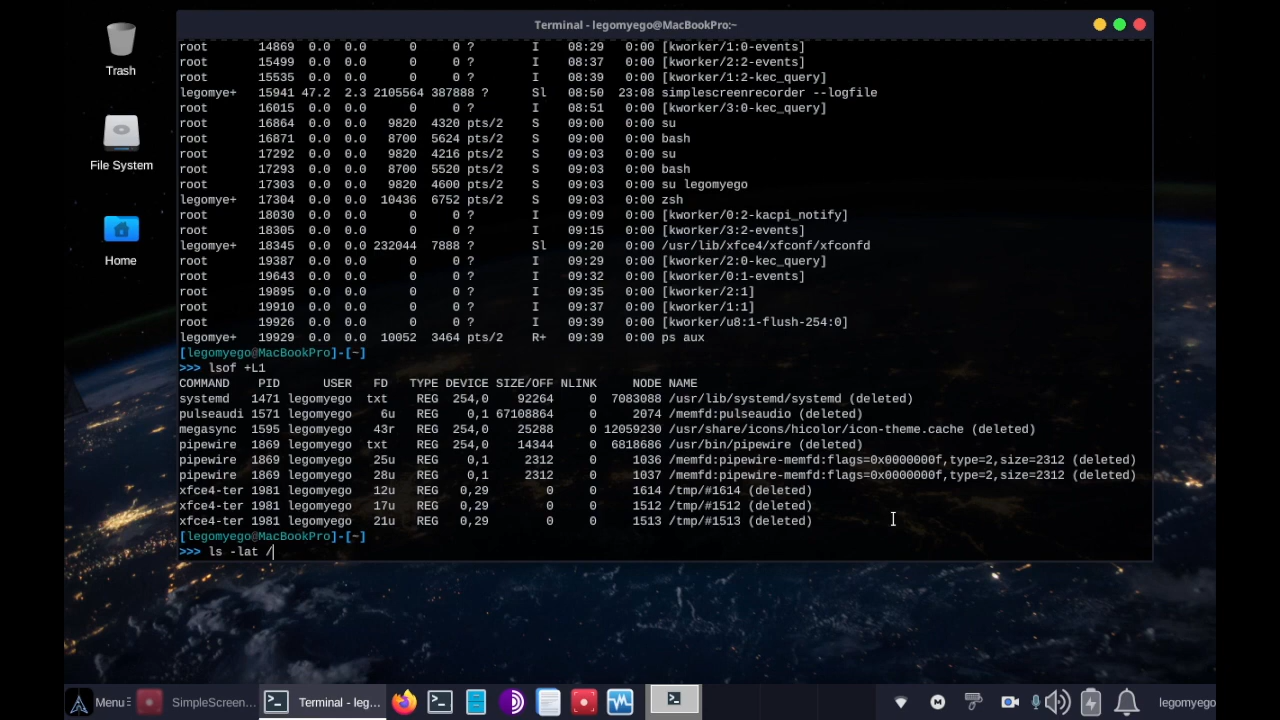 Terminal - legomyego@MacBookPro:~
Trash
File System
Home
root 14869 0.0 0.0 0 0 ? I 08:29 0:00 [kworker/1:0-events]
root 15499 0.0 0.0 0 0 ? I 08:37 0:00 [kworker/2:2-events]
root 15535 0.0 0.0 0 0 ? I 08:39 0:00 [kworker/1:2-kec_query]
legomye+ 15941 47.2 2.3 2105564 387888 ? Sl 08:50 23:08 simplescreenrecorder --logfile
root 16015 0.0 0.0 0 0 ? I 08:51 0:00 [kworker/3:0-kec_query]
root 16864 0.0 0.0 9820 4320 pts/2 S 09:00 0:00 su
root 16871 0.0 0.0 8700 5624 pts/2 S 09:00 0:00 bash
root 17292 0.0 0.0 9820 4216 pts/2 S 09:03 0:00 su
root 17293 0.0 0.0 8700 5520 pts/2 S 09:03 0:00 bash
root 17303 0.0 0.0 9820 4600 pts/2 S 09:03 0:00 su legomyego
legomye+ 17304 0.0 0.0 10436 6752 pts/2 S 09:03 0:00 zsh
root 18030 0.0 0.0 0 0 ? I 09:09 0:00 [kworker/0:2-kacpi_notify]
root 18305 0.0 0.0 0 0 ? I 09:15 0:00 [kworker/3:2-events]
legomye+ 18345 0.0 0.0 232044 7888 ? Sl 09:20 0:00 /usr/lib/xfce4/xfconf/xfconfd
root 19387 0.0 0.0 0 0 ? I 09:29 0:00 [kworker/2:0-kec_query]
root 19643 0.0 0.0 0 0 ? I 09:32 0:00 [kworker/0:1-events]
root 19895 0.0 0.0 0 0 ? I 09:35 0:00 [kworker/2:1]
root 19910 0.0 0.0 0 0 ? I 09:37 0:00 [kworker/1:1]
root 19926 0.0 0.0 0 0 ? I 09:39 0:00 [kworker/u8:1-flush-254:0]
legomye+ 19929 0.0 0.0 10052 3464 pts/2 R+ 09:39 0:00 ps aux
[legomyego@MacBookPro]-[~]
>>> lsof +L1
COMMAND PID USER FD TYPE DEVICE SIZE/OFF NLINK NODE NAME
systemd 1471 legomyego txt REG 254,0 92264 0 7083088 /usr/lib/systemd/systemd (deleted)
pulseaudi 1571 legomyego 6u REG 0,1 67108864 0 2074 /memfd:pulseaudio (deleted)
megasync 1595 legomyego 43r REG 254,0 25288 0 12059230 /usr/share/icons/hicolor/icon-theme.cache (deleted)
pipewire 1869 legomyego txt REG 254,0 14344 0 6818686 /usr/bin/pipewire (deleted)
pipewire 1869 legomyego 25u REG 0,1 2312 0 1036 /memfd:pipewire-memfd:flags=0x0000000f,type=2,size=2312 (deleted)
pipewire 1869 legomyego 28u REG 0,1 2312 0 1037 /memfd:pipewire-memfd:flags=0x0000000f,type=2,size=2312 (deleted)
xfce4-ter 1981 legomyego 12u REG 0,29 0 0 1614 /tmp/#1614 (deleted)
xfce4-ter 1981 legomyego 17u REG 0,29 0 0 1512 /tmp/#1512 (deleted)
xfce4-ter 1981 legomyego 21u REG 0,29 0 0 1513 /tmp/#1513 (deleted)
[legomyego@MacBookPro]-[~]
>>> ls -lat /
Menu SimpleScreen... Terminal - leg... M legomyego